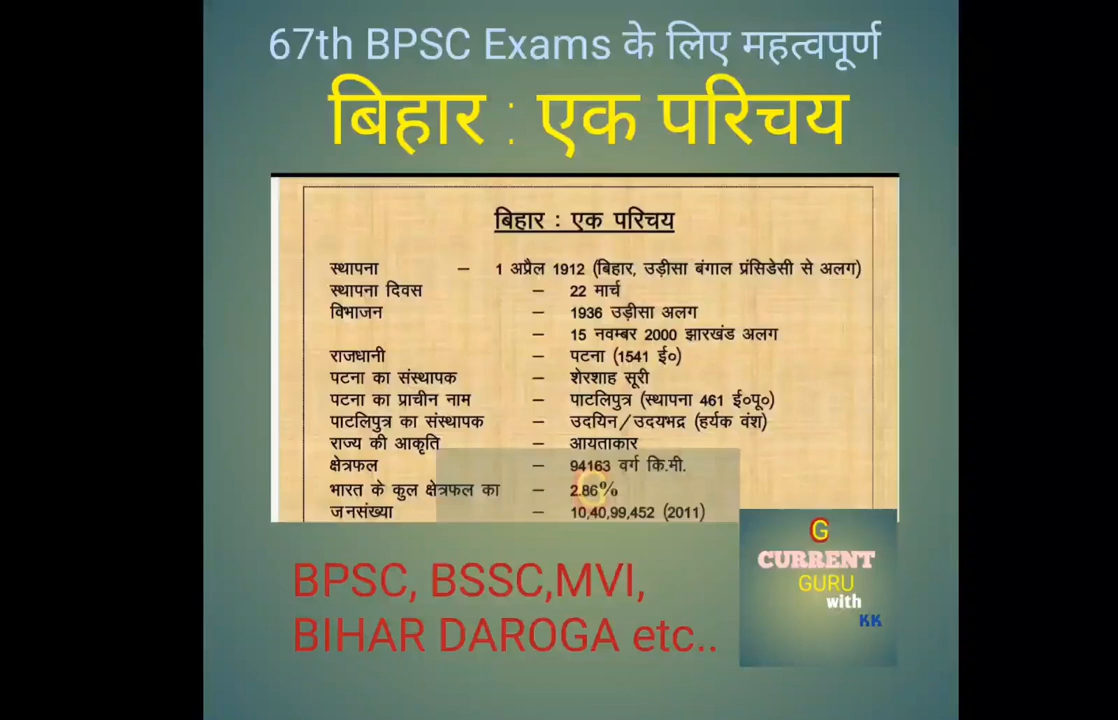 67th BPSC Exams के लिए महत्वपूर्ण
बिहार : एक परिचय
बिहार : एक परिचय
स्थापना – 1 अप्रैल 1912 (बिहार, उड़ीसा बंगाल प्रंसिडेसी से अलग)
स्थापना दिवस – 22 मार्च
विभाजन – 1936 उड़ीसा अलग
– 15 नवम्बर 2000 झारखंड अलग
राजधानी – पटना (1541 ई०)
पटना का संस्थापक – शेरशाह सूरी
पटना का प्राचीन नाम – पाटलिपुत्र (स्थापना 461 ई०पू०)
पाटलिपुत्र का संस्थापक – उदयिन/उदयभद्र (हर्यक वंश)
राज्य की आकृति – आयताकार
क्षेत्रफल – 94163 वर्ग कि.मी.
भारत के कुल क्षेत्रफल का – 2.86%
जनसंख्या – 10,40,99,452 (2011)
G
G
CURRENT
GURU
with
KK
BPSC, BSSC,MVI,
BIHAR DAROGA etc..